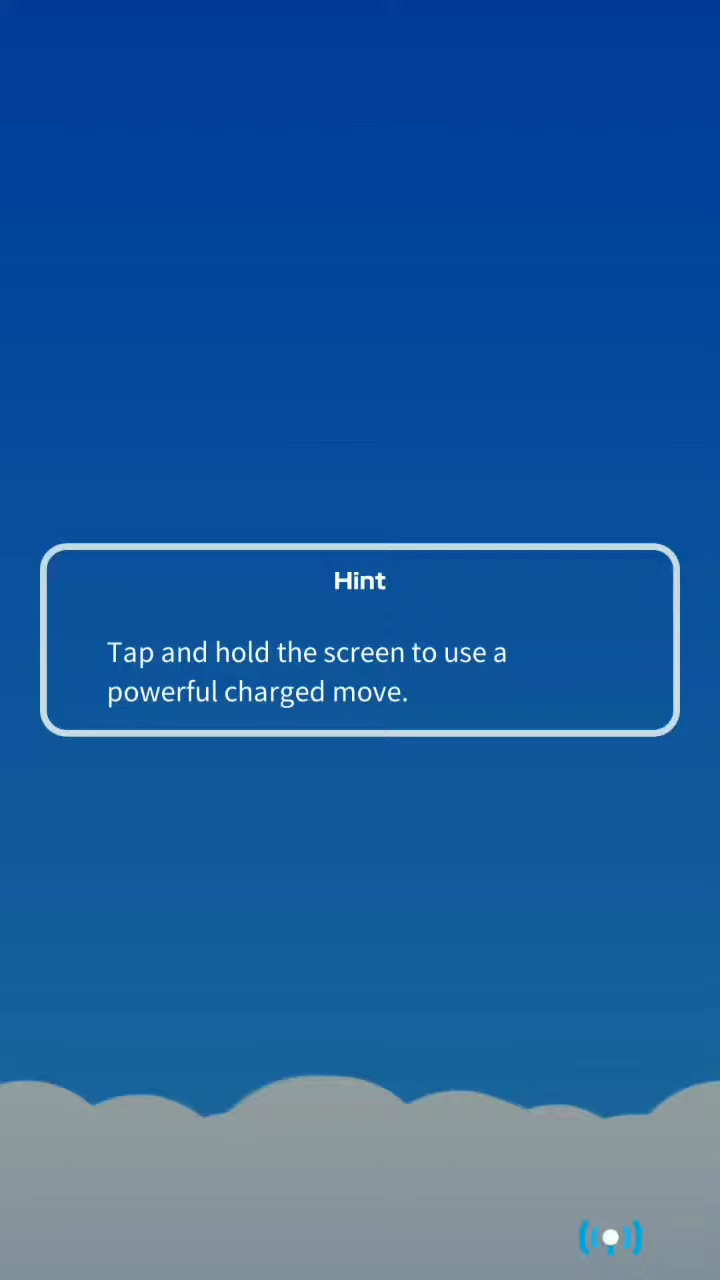 Hint
Tap and hold the screen to use a
powerful charged move.